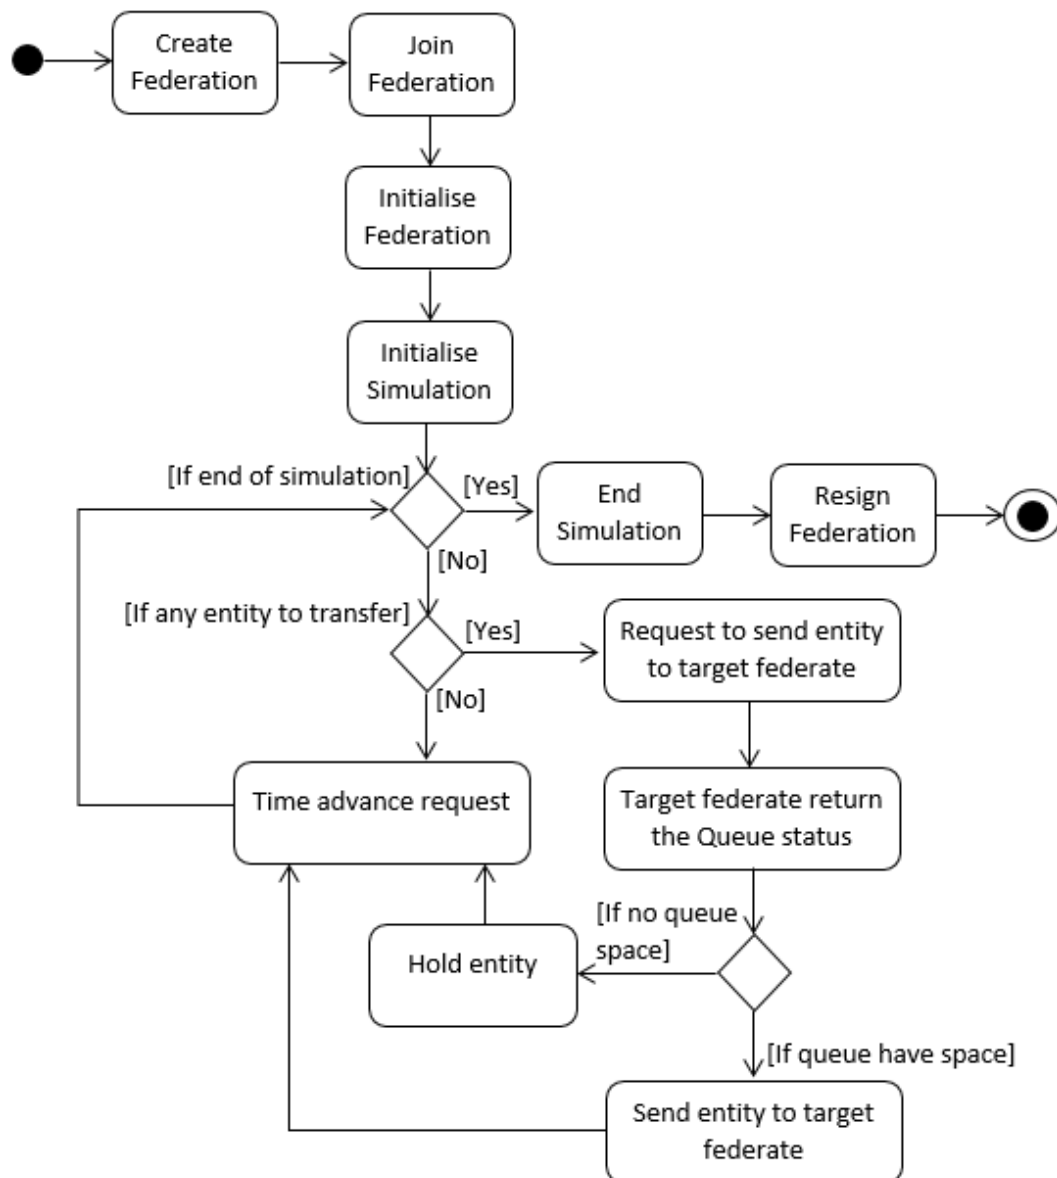 Create
Federation
Join
Federation
Initialise
Federation
Initialise
Simulation
[If end of simulation]
[Yes]
End
Simulation
Resign
Federation
[No]
[If any entity to transfer]
[Yes]
Request to send entity
to target federate
[No]
Time advance request
Target federate return
the Queue status
[If no queue
space]
Hold entity
[If queue have space]
Send entity to target
federate